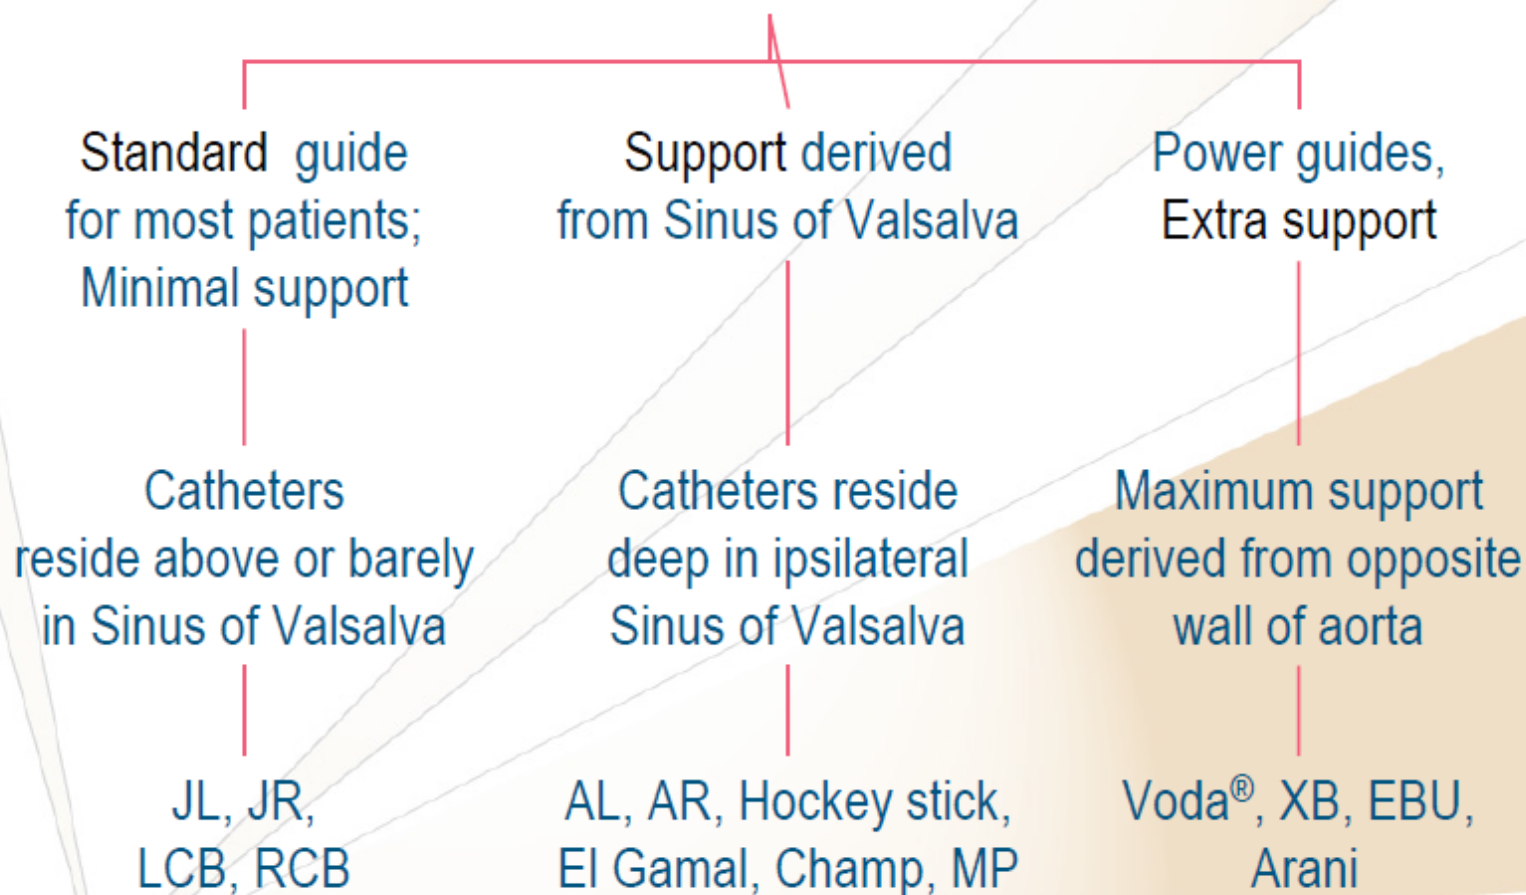 Standard guide
for most patients;
Minimal support
Catheters
reside above or barely
in Sinus of Valsalva
JL, JR,
LCB, RCB
Support derived
from Sinus of Valsalva
Catheters reside
deep in ipsilateral
Sinus of Valsalva
AL, AR, Hockey stick,
El Gamal, Champ, MP
Power guides,
Extra support
Maximum support
derived from opposite
wall of aorta
Voda®, XB, EBU,
Arani